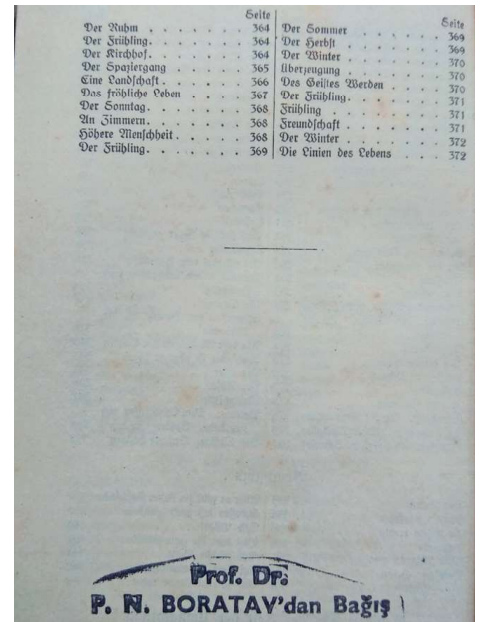 Seite
Der Ruhm . . . . . . . 364
Der Frühling. . . . . . . 364
Der Kirchhof. . . . . . . 364
Der Spaziergang . . . . . 365
Eine Landschaft . . . . . 366
Das fröhliche Leben . . . 367
Der Sonntag. . . . . . . 368
An Zimmern. . . . . . . 368
Höhere Menschheit . . . . 368
Der Frühling. . . . . . . 369
Seite
Der Sommer . . . . . . 369
Der Herbst . . . . . . 369
Der Winter . . . . . . 370
Überzeugung . . . . . 370
Des Geistes Werden . . . 370
Der Frühling. . . . . . 371
Frühling . . . . . . . 371
Freundschaft . . . . . 371
Der Winter . . . . . . 372
Die Linien des Lebens . . . 372
Prof. Dr.
P. N. BORATAV'dan Bağış